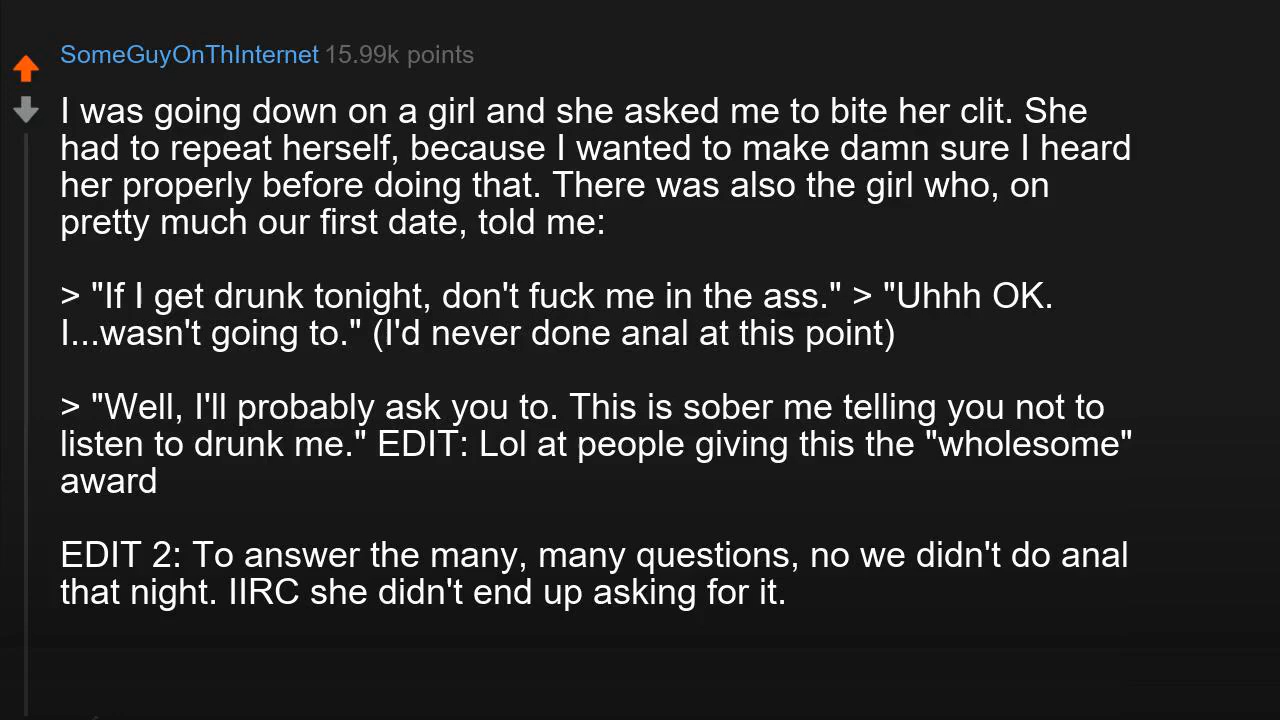 SomeGuyOnThInternet 15.99k points
I was going down on a girl and she asked me to bite her clit. She
had to repeat herself, because I wanted to make damn sure I heard
her properly before doing that. There was also the girl who, on
pretty much our first date, told me:
> "If I get drunk tonight, don't fuck me in the ass." > "Uhhh OK.
I...wasn't going to." (I'd never done anal at this point)
> "Well, I'll probably ask you to. This is sober me telling you not to
listen to drunk me." EDIT: Lol at people giving this the "wholesome"
award
EDIT 2: To answer the many, many questions, no we didn't do anal
that night. IIRC she didn't end up asking for it.